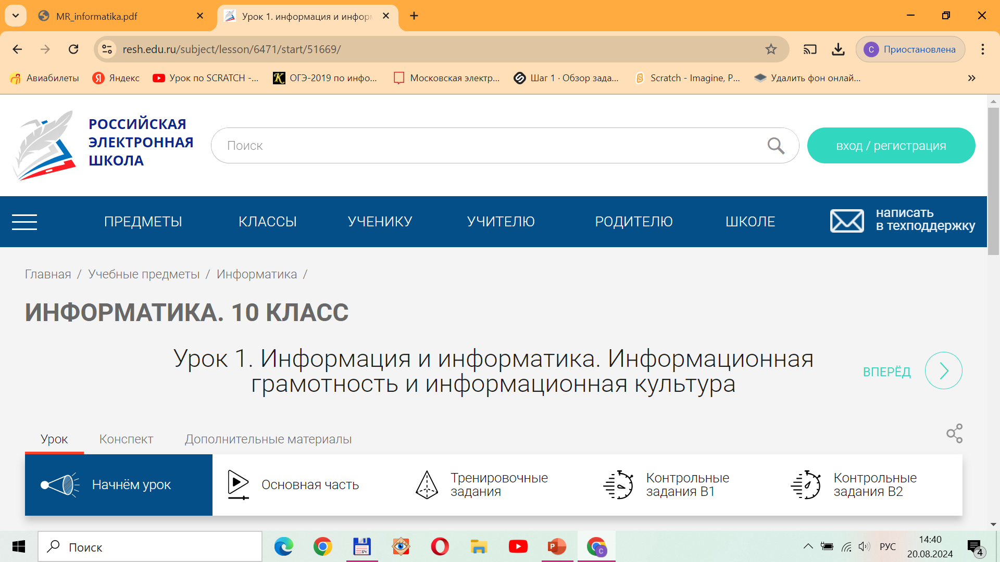 MR_informatika.pdf
Урок 1. информация и инфор
resh.edu.ru/subject/lesson/6471/start/51669/
С Приостановлена
Авиабилеты
Яндекс
Урок по SCRATCH -...
ОГЭ-2019 по инфо...
Московская электр...
Шаг 1 · Обзор зада...
Scratch - Imagine, P...
Удалить фон онлай...
РОССИЙСКАЯ
ЭЛЕКТРОННАЯ
ШКОЛА
Поиск
вход / регистрация
ПРЕДМЕТЫ
КЛАССЫ
УЧЕНИКУ
УЧИТЕЛЮ
РОДИТЕЛЮ
ШКОЛЕ
написать
в техподдержку
Главная / Учебные предметы / Информатика /
ИНФОРМАТИКА. 10 КЛАСС
Урок 1. Информация и информатика. Информационная
грамотность и информационная культура
ВПЕРЁД
Урок
Конспект
Дополнительные материалы
Начнём урок
Основная часть
Тренировочные
задания
Контрольные
задания В1
Контрольные
задания В2
Поиск
РУС
14:40
20.08.2024
4